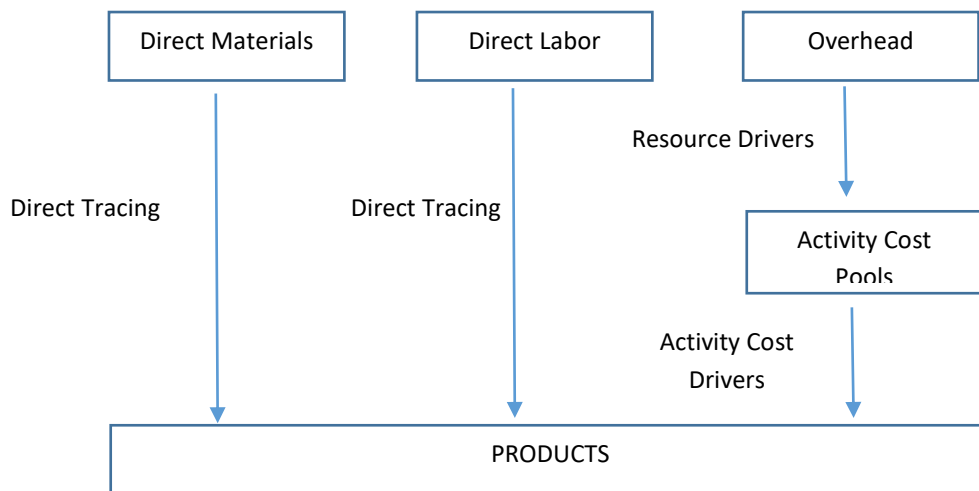 Direct Materials
Direct Labor
Overhead
Resource Drivers
Direct Tracing
Direct Tracing
Activity Cost
Pools
Activity Cost
Drivers
PRODUCTS